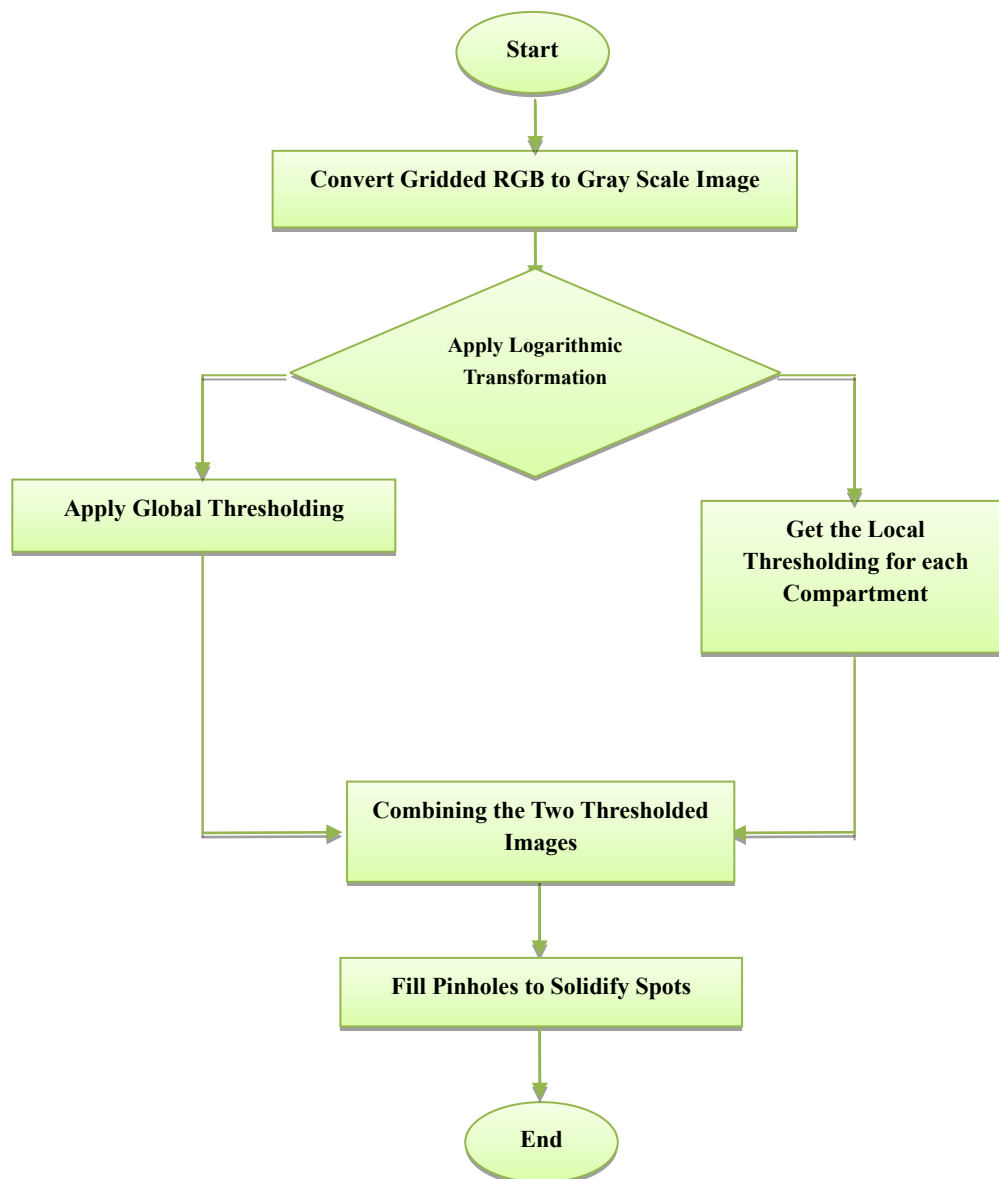 Start
Convert Gridded RGB to Gray Scale Image
Apply Logarithmic
Transformation
Apply Global Thresholding
Get the Local
Thresholding for each
Compartment
Combining the Two Thresholded
Images
Fill Pinholes to Solidify Spots
End